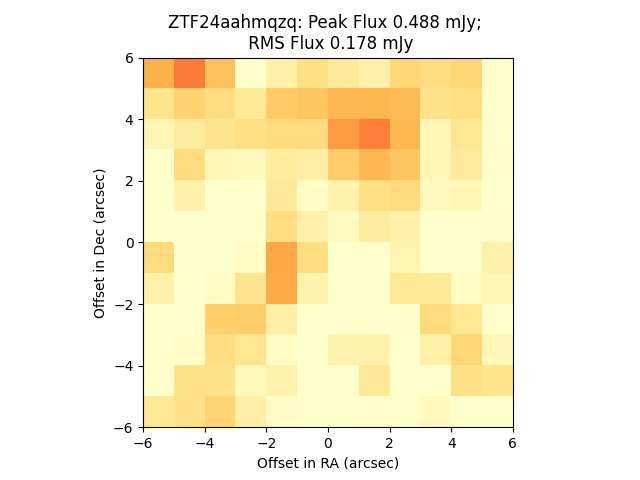 ZTF24aahmqzq: Peak Flux 0.488 mJy;
RMS Flux 0.178 mJy
6
4
2
0
−2
−4
−6
Offset in Dec (arcsec)
−6 −4 −2 0 2 4 6
Offset in RA (arcsec)